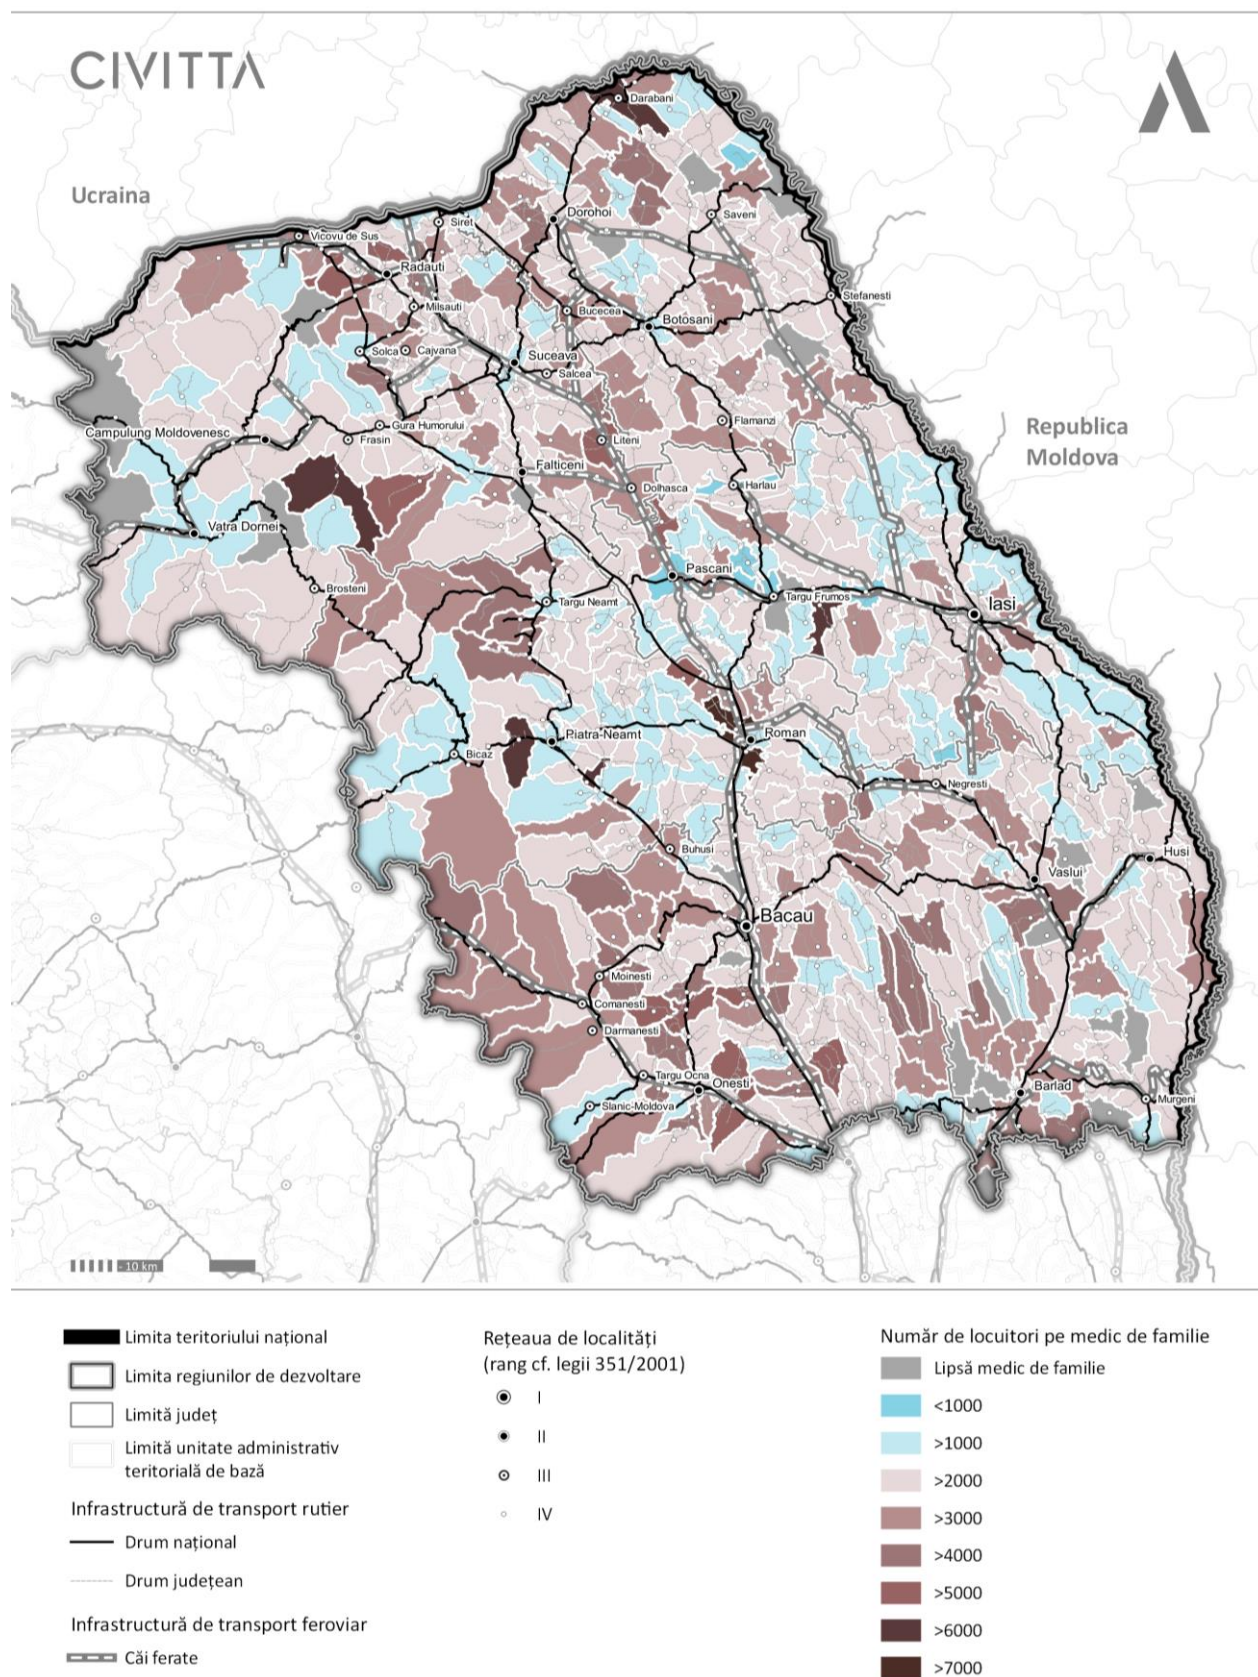 CIVITTA
Ucraina
Darabani
Dorohoi
Saveni
Siret
Vicovu de Sus
Radauti
Milsauti
Bucecea
Stefanesti
Botosani
Solca
Cajvana
Suceava
Salcea
Campulung Moldovenesc
Gura Humorului
Frasin
Flamanzi
Liteni
Republica
Moldova
Falticeni
Dolhasca
Harlau
Vatra Dornei
Pascani
Brosteni
Targu Neamt
Targu Frumos
Iasi
Piatra-Neamt
Roman
Bicaz
Negresti
Buhusi
Husi
Vaslui
Bacau
Moinesti
Comanesti
Darmanesti
Targu Ocna
Onesti
Barlad
Slanic-Moldova
Murgeni
10 km
Limita teritoriului național
Limita regiunilor de dezvoltare
Limită județ
Limită unitate administrativ
teritorială de bază
Infrastructură de transport rutier
Drum național
Drum județean
Infrastructură de transport feroviar
Căi ferate
Rețeaua de localități
(rang cf. legii 351/2001)
I
II
III
IV
Număr de locuitori pe medic de familie
Lipsă medic de familie
<1000
>1000
>2000
>3000
>4000
>5000
>6000
>7000